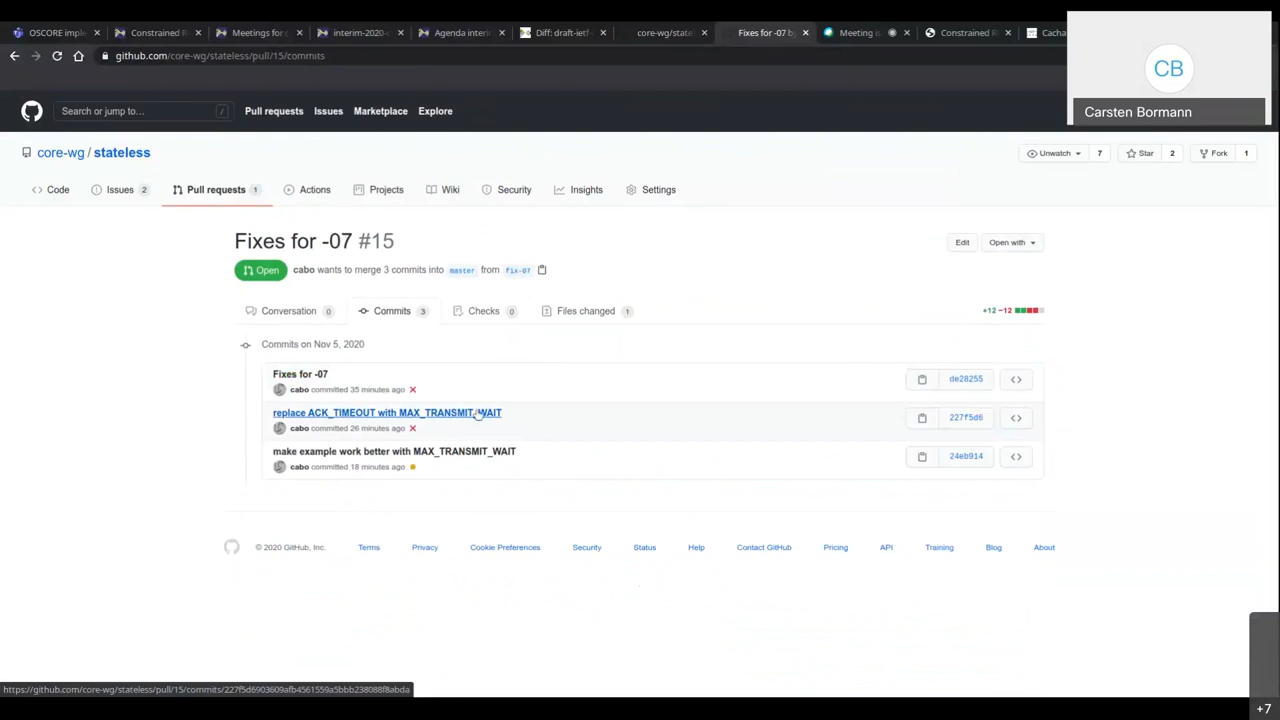 OSCORE imple
Constrained R
Meetings for c
interim-2020-c
Agenda interi
Diff: draft-ietf-
core-wg/statel
Fixes for -07 b
Meeting is
Constrained R
Cacha
github.com/core-wg/stateless/pull/15/commits
CB
Carsten Bormann
Search or jump to…
/
Pull requests
Issues
Marketplace
Explore
core-wg / stateless
Unwatch
7
Star
2
Fork
1
Code
Issues 2
Pull requests 1
Actions
Projects
Wiki
Security
Insights
Settings
Fixes for -07 #15
Edit
Open with
Open
cabo wants to merge 3 commits into master from fix-07
Conversation 0
Commits 3
Checks 0
Files changed 1
+12 −12
Commits on Nov 5, 2020
Fixes for -07
cabo committed 35 minutes ago
de28255
replace ACK_TIMEOUT with MAX_TRANSMIT_WAIT
cabo committed 26 minutes ago
227f5d6
make example work better with MAX_TRANSMIT_WAIT
cabo committed 18 minutes ago
24eb914
© 2020 GitHub, Inc.
Terms
Privacy
Cookie Preferences
Security
Status
Help
Contact GitHub
Pricing
API
Training
Blog
About
https://github.com/core-wg/stateless/pull/15/commits/227f5d6903609afb4561559a5bbb238088f8abda
+7